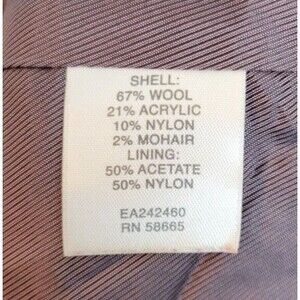 SHELL:
67% WOOL
21% ACRYLIC
10% NYLON
2% MOHAIR
LINING:
50% ACETATE
50% NYLON
EA242460
RN 58665